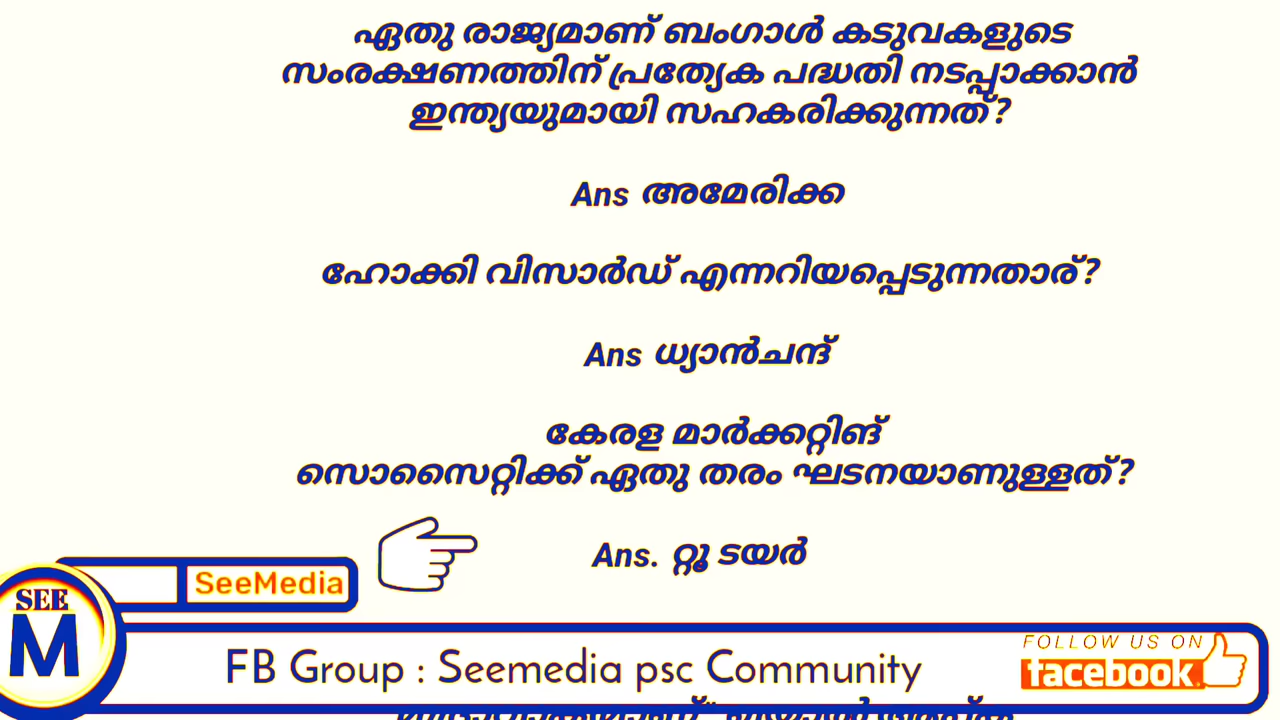 ഏതു രാജ്യമാണ് ബംഗാൾ കടുവകളുടെ
സംരക്ഷണത്തിന് പ്രത്യേക പദ്ധതി നടപ്പാക്കാൻ
ഇന്ത്യയുമായി സഹകരിക്കുന്നത്?
Ans അമേരിക്ക
ഹോക്കി വിസാർഡ് എന്നറിയപ്പെടുന്നതാര്?
Ans ധ്യാൻചന്ദ്
കേരള മാർക്കറ്റിങ്
സൊസൈറ്റിക്ക് ഏതു തരം ഘടനയാണുള്ളത്?
Ans. റ്റൂ ടയർ
SeeMedia
SEE
M
FB Group : Seemedia psc Community
FOLLOW US ON
facebook